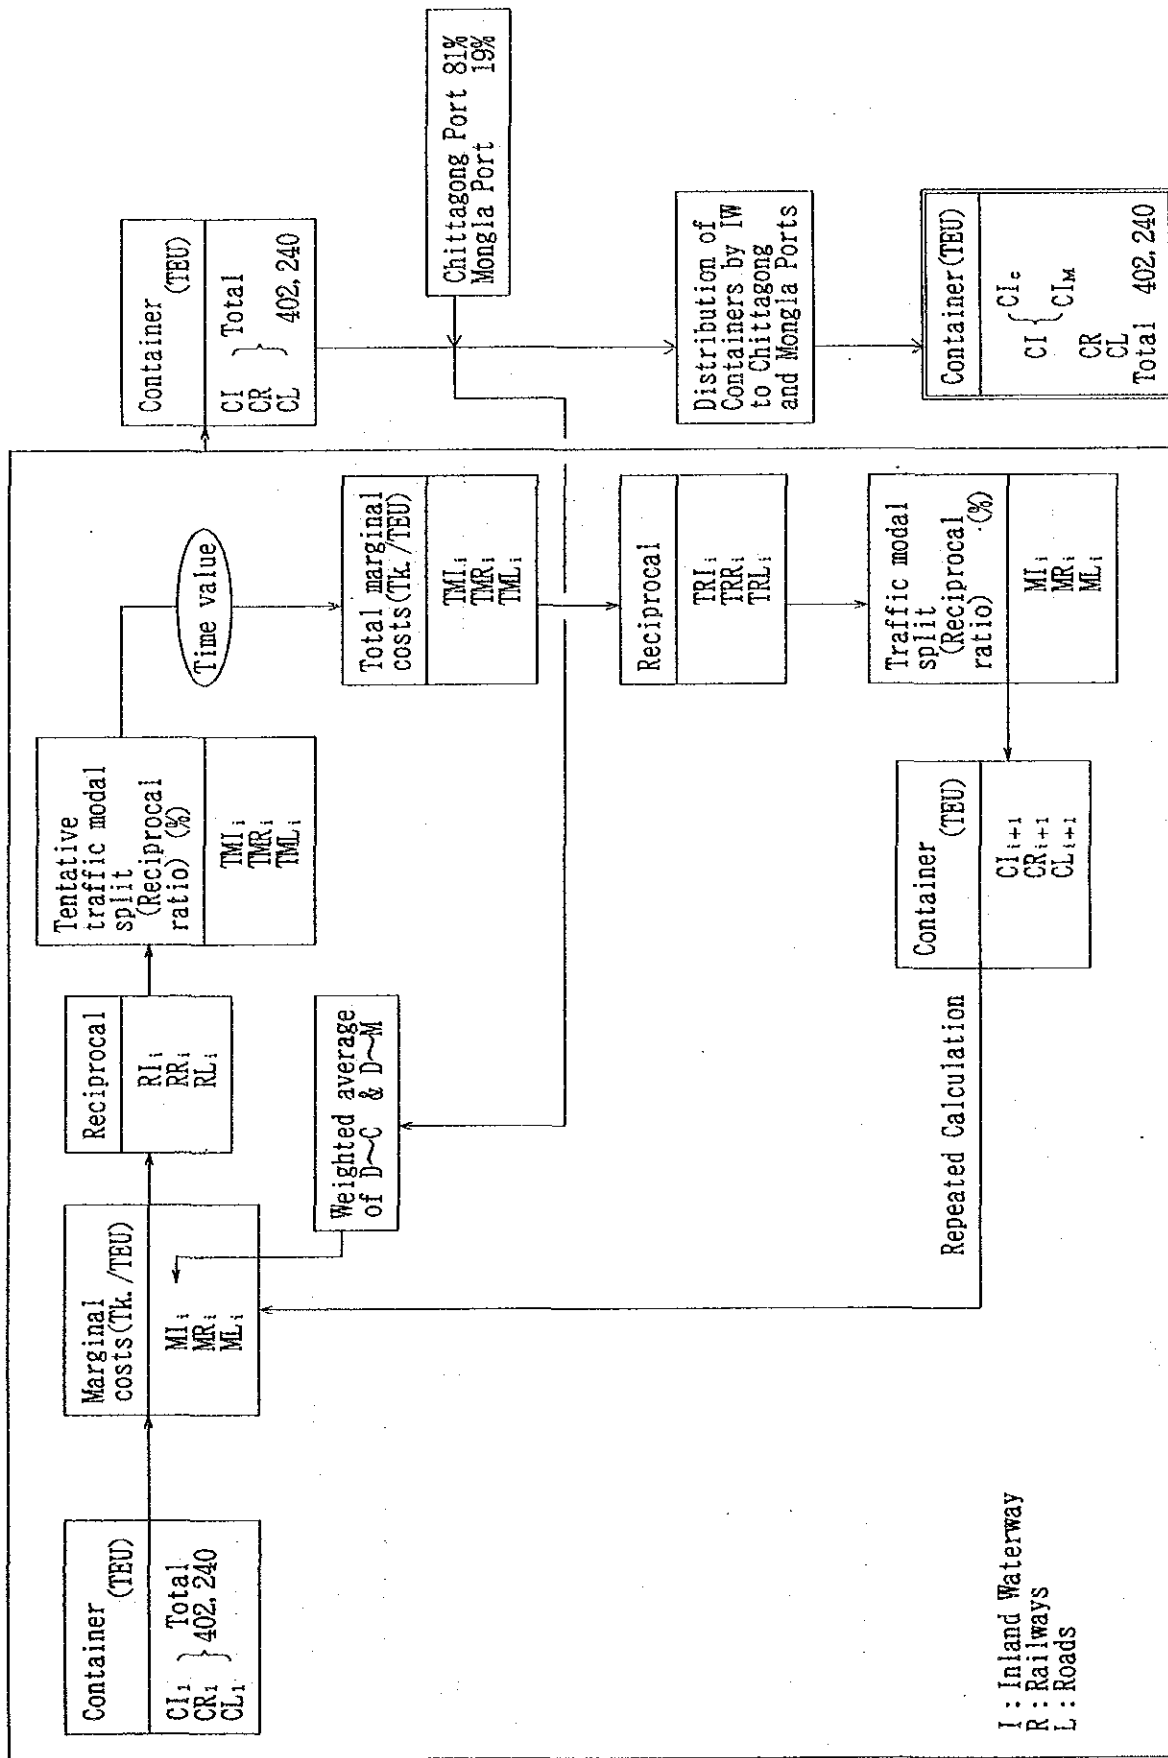 Container
(TEU)
CI₁
CR₁
CL₁
} Total
402,240
Marginal
costs(Tk./TEU)
MIᵢ
MRᵢ
MLᵢ
Reciprocal
RIᵢ
RRᵢ
RLᵢ
Tentative
traffic modal
split
(Reciprocal
ratio) (%)
TMIᵢ
TMRᵢ
TMLᵢ
Time value
Weighted average
of D~C & D~M
Total marginal
costs(Tk./TEU)
TMIᵢ
TMRᵢ
TMLᵢ
Reciprocal
TRIᵢ
TRRᵢ
TRLᵢ
Traffic modal
split
(Reciprocal
ratio) (%)
MIᵢ
MRᵢ
MLᵢ
Container
(TEU)
CIᵢ₊₁
CRᵢ₊₁
CLᵢ₊₁
Repeated Calculation
I : Inland Waterway
R : Railways
L : Roads
Container
(TEU)
CI
CR
CL
} Total
402,240
Chittagong Port 81%
Mongla Port 19%
Distribution of
Containers by IW
to Chittagong
and Mongla Ports
Container(TEU)
CI { CIc
CIM
CR
CL
Total 402,240